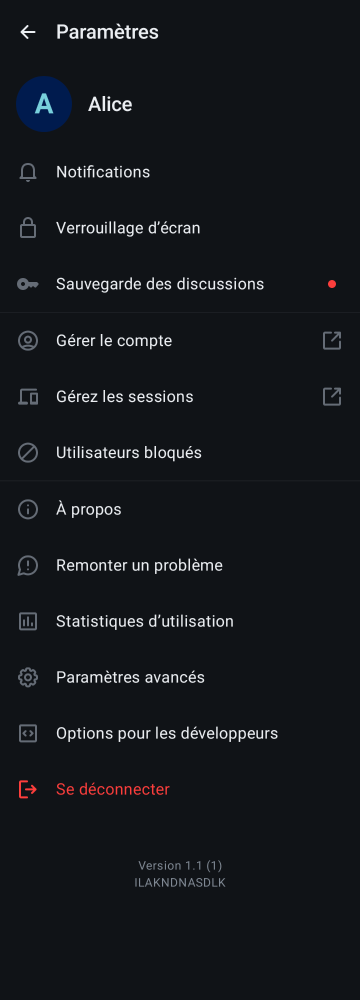 Paramètres
A
Alice
Notifications
Verrouillage d’écran
Sauvegarde des discussions
Gérer le compte
Gérez les sessions
Utilisateurs bloqués
À propos
Remonter un problème
Statistiques d’utilisation
Paramètres avancés
Options pour les développeurs
Se déconnecter
Version 1.1 (1)
ILAKNDNASDLK